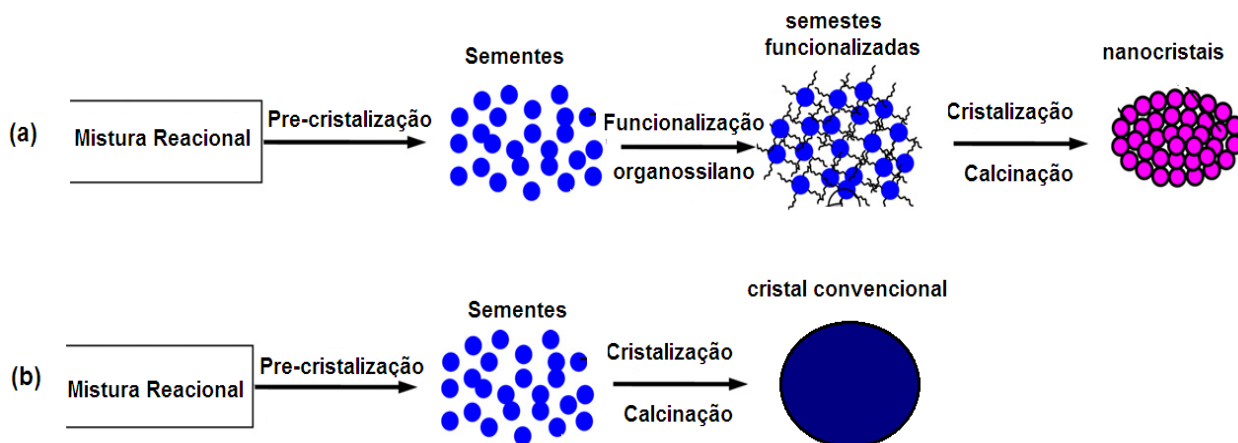 (a)
Mistura Reacional
Pre-cristalização
Sementes
Funcionalização
organossilano
semestes
funcionalizadas
Cristalização
Calcinação
nanocristais
(b)
Mistura Reacional
Pre-cristalização
Sementes
Cristalização
Calcinação
cristal convencional